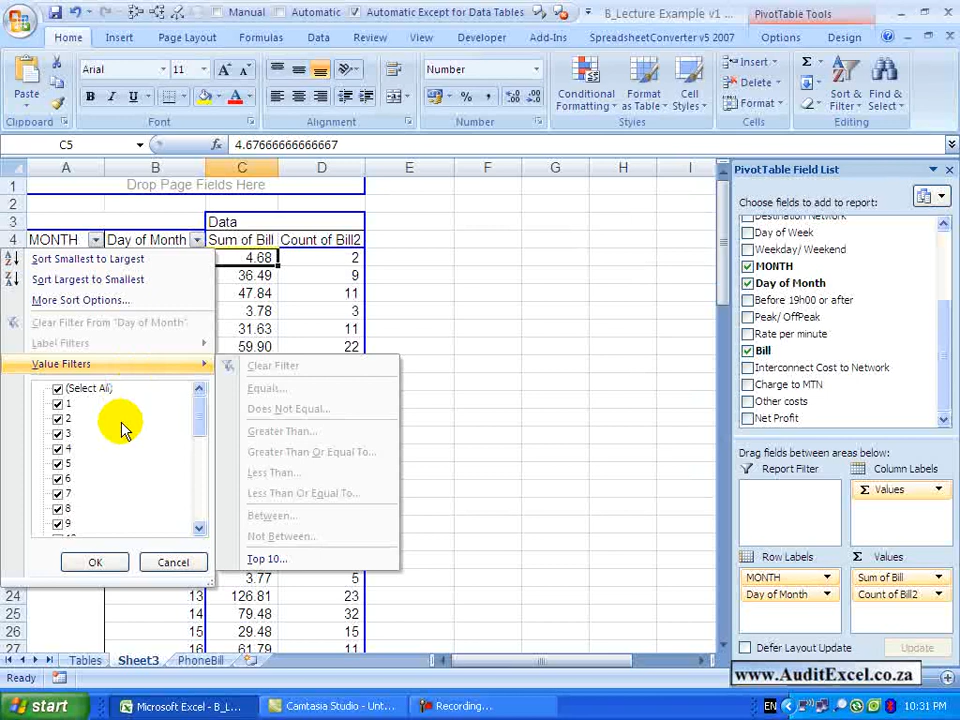 Manual Automatic Automatic Except for Data Tables B_Lecture Example v1 ... PivotTable Tools
Home Insert Page Layout Formulas Data Review View Developer Add-Ins SpreadsheetConverter v5 2007 Options Design
Paste
Arial 11
B I U
Number
Conditional Formatting
Format as Table
Cell Styles
Insert
Delete
Format
Sort & Filter
Find & Select
Clipboard Font Alignment Number Styles Cells Editing
C5 fx 4.67666666666667
A B C D E F G H I
1 Drop Page Fields Here
2
3 Data
4 MONTH Day of Month Sum of Bill Count of Bill2
4.68 2
36.49 9
47.84 11
3.78 3
31.63 11
59.90 22
Sort Smallest to Largest
Sort Largest to Smallest
More Sort Options...
Clear Filter From "Day of Month"
Label Filters
Value Filters
(Select All)
1
2
3
4
5
6
7
8
9
OK Cancel
Clear Filter
Equals...
Does Not Equal...
Greater Than...
Greater Than Or Equal To...
Less Than...
Less Than Or Equal To...
Between...
Not Between...
Top 10...
3.77 5
24 13 126.81 23
25 14 79.48 32
26 15 29.48 15
27 16 61.79 11
PivotTable Field List
Choose fields to add to report:
Destination Network
Day of Week
Weekday/ Weekend
MONTH
Day of Month
Before 19h00 or after
Peak/ OffPeak
Rate per minute
Bill
Interconnect Cost to Network
Charge to MTN
Other costs
Net Profit
Drag fields between areas below:
Report Filter Column Labels
Σ Values
Row Labels Σ Values
MONTH Sum of Bill
Day of Month Count of Bill2
Defer Layout Update Update
Tables Sheet3 PhoneBill
Ready
www.AuditExcel.co.za
start Microsoft Excel - B_L... Camtasia Studio - Unt... Recording... EN 10:31 PM